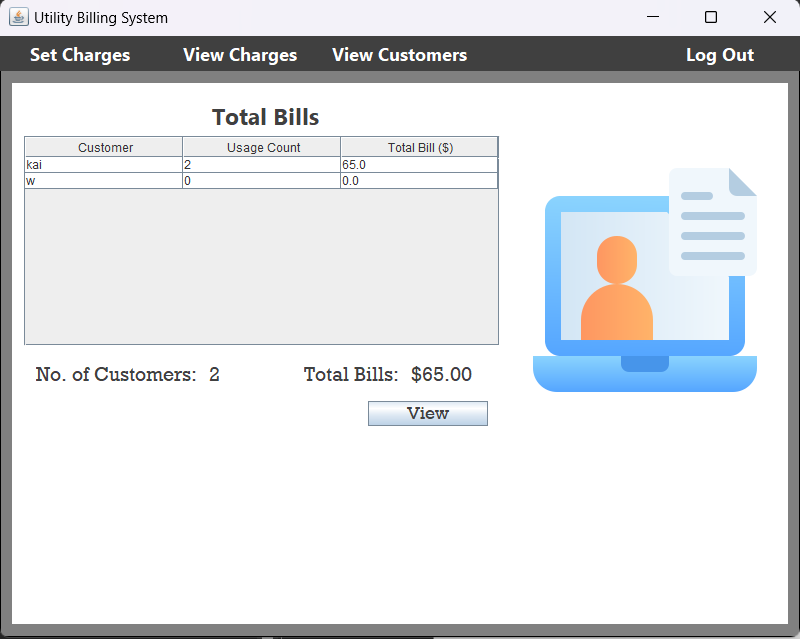 Utility Billing System
Set Charges View Charges View Customers Log Out
Total Bills
Customer Usage Count Total Bill ($)
kai 2 65.0
w 0 0.0
No. of Customers: 2 Total Bills: $65.00
View